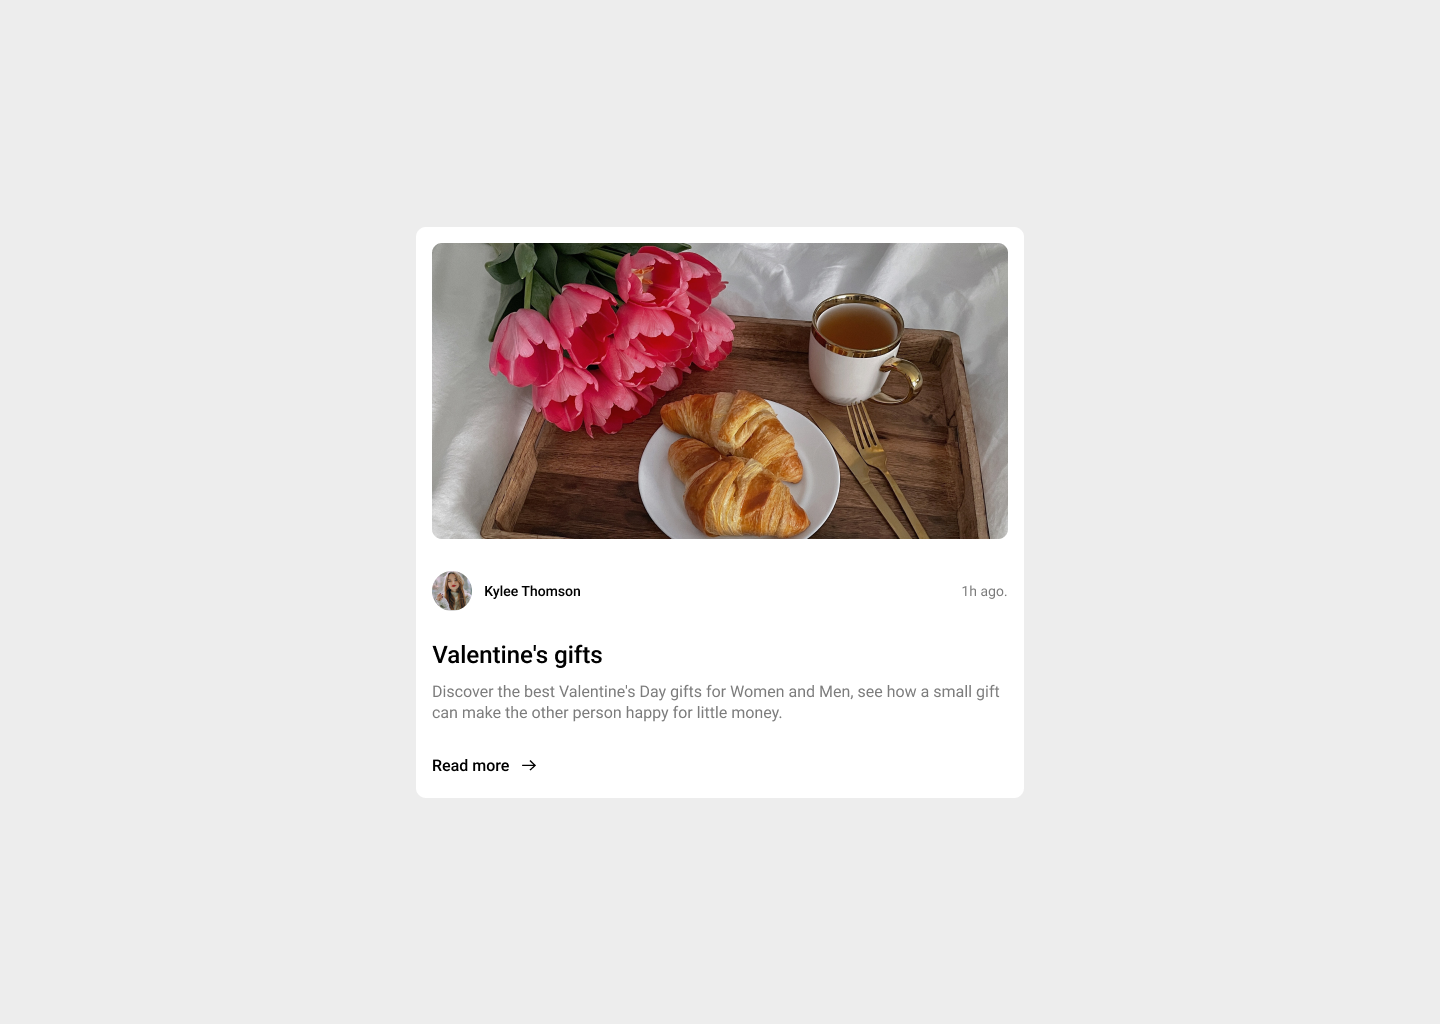 Kylee Thomson
1h ago.
Valentine's gifts
Discover the best Valentine's Day gifts for Women and Men, see how a small gift
can make the other person happy for little money.
Read more